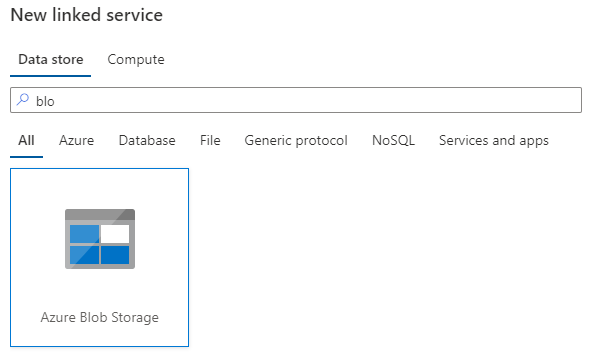 New linked service
Data store Compute
blo
All Azure Database File Generic protocol NoSQL Services and apps
Azure Blob Storage